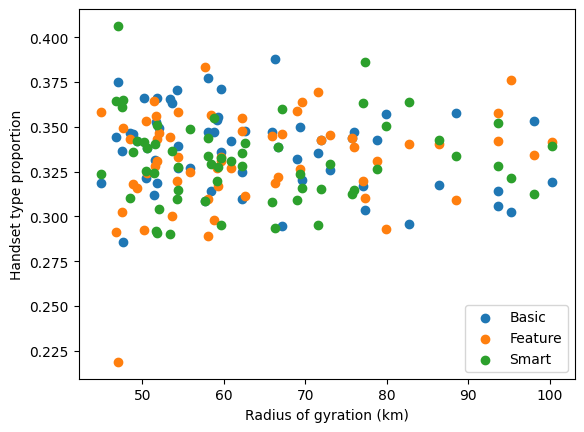 0.400
0.375
0.350
0.325
0.300
0.275
0.250
0.225
Handset type proportion
50 60 70 80 90 100
Radius of gyration (km)
Basic
Feature
Smart